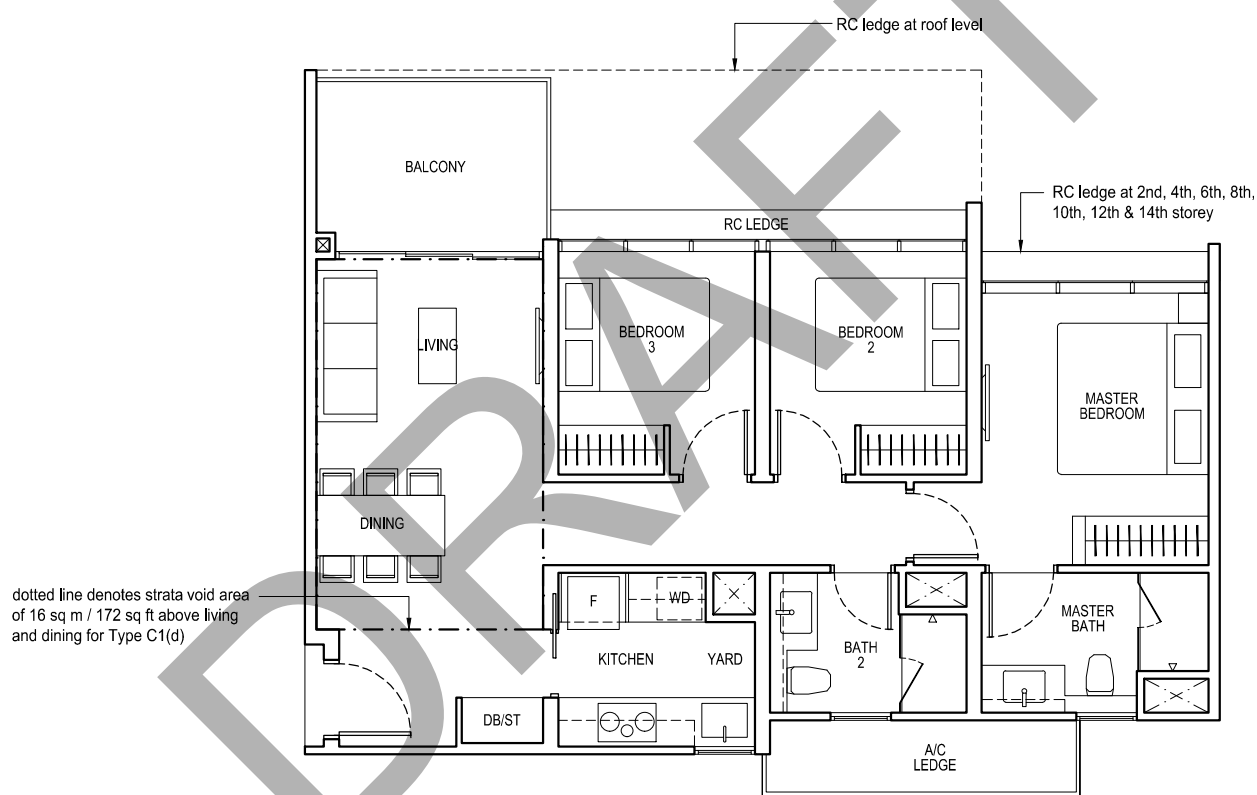 RC ledge at roof level
BALCONY
RC ledge at 2nd, 4th, 6th, 8th,
10th, 12th & 14th storey
RC LEDGE
LIVING
BEDROOM
3
BEDROOM
2
MASTER
BEDROOM
DINING
dotted line denotes strata void area
of 16 sq m / 172 sq ft above living
and dining for Type C1(d)
F
WD
KITCHEN
YARD
BATH
2
MASTER
BATH
DB/ST
A/C
LEDGE
DRAFT